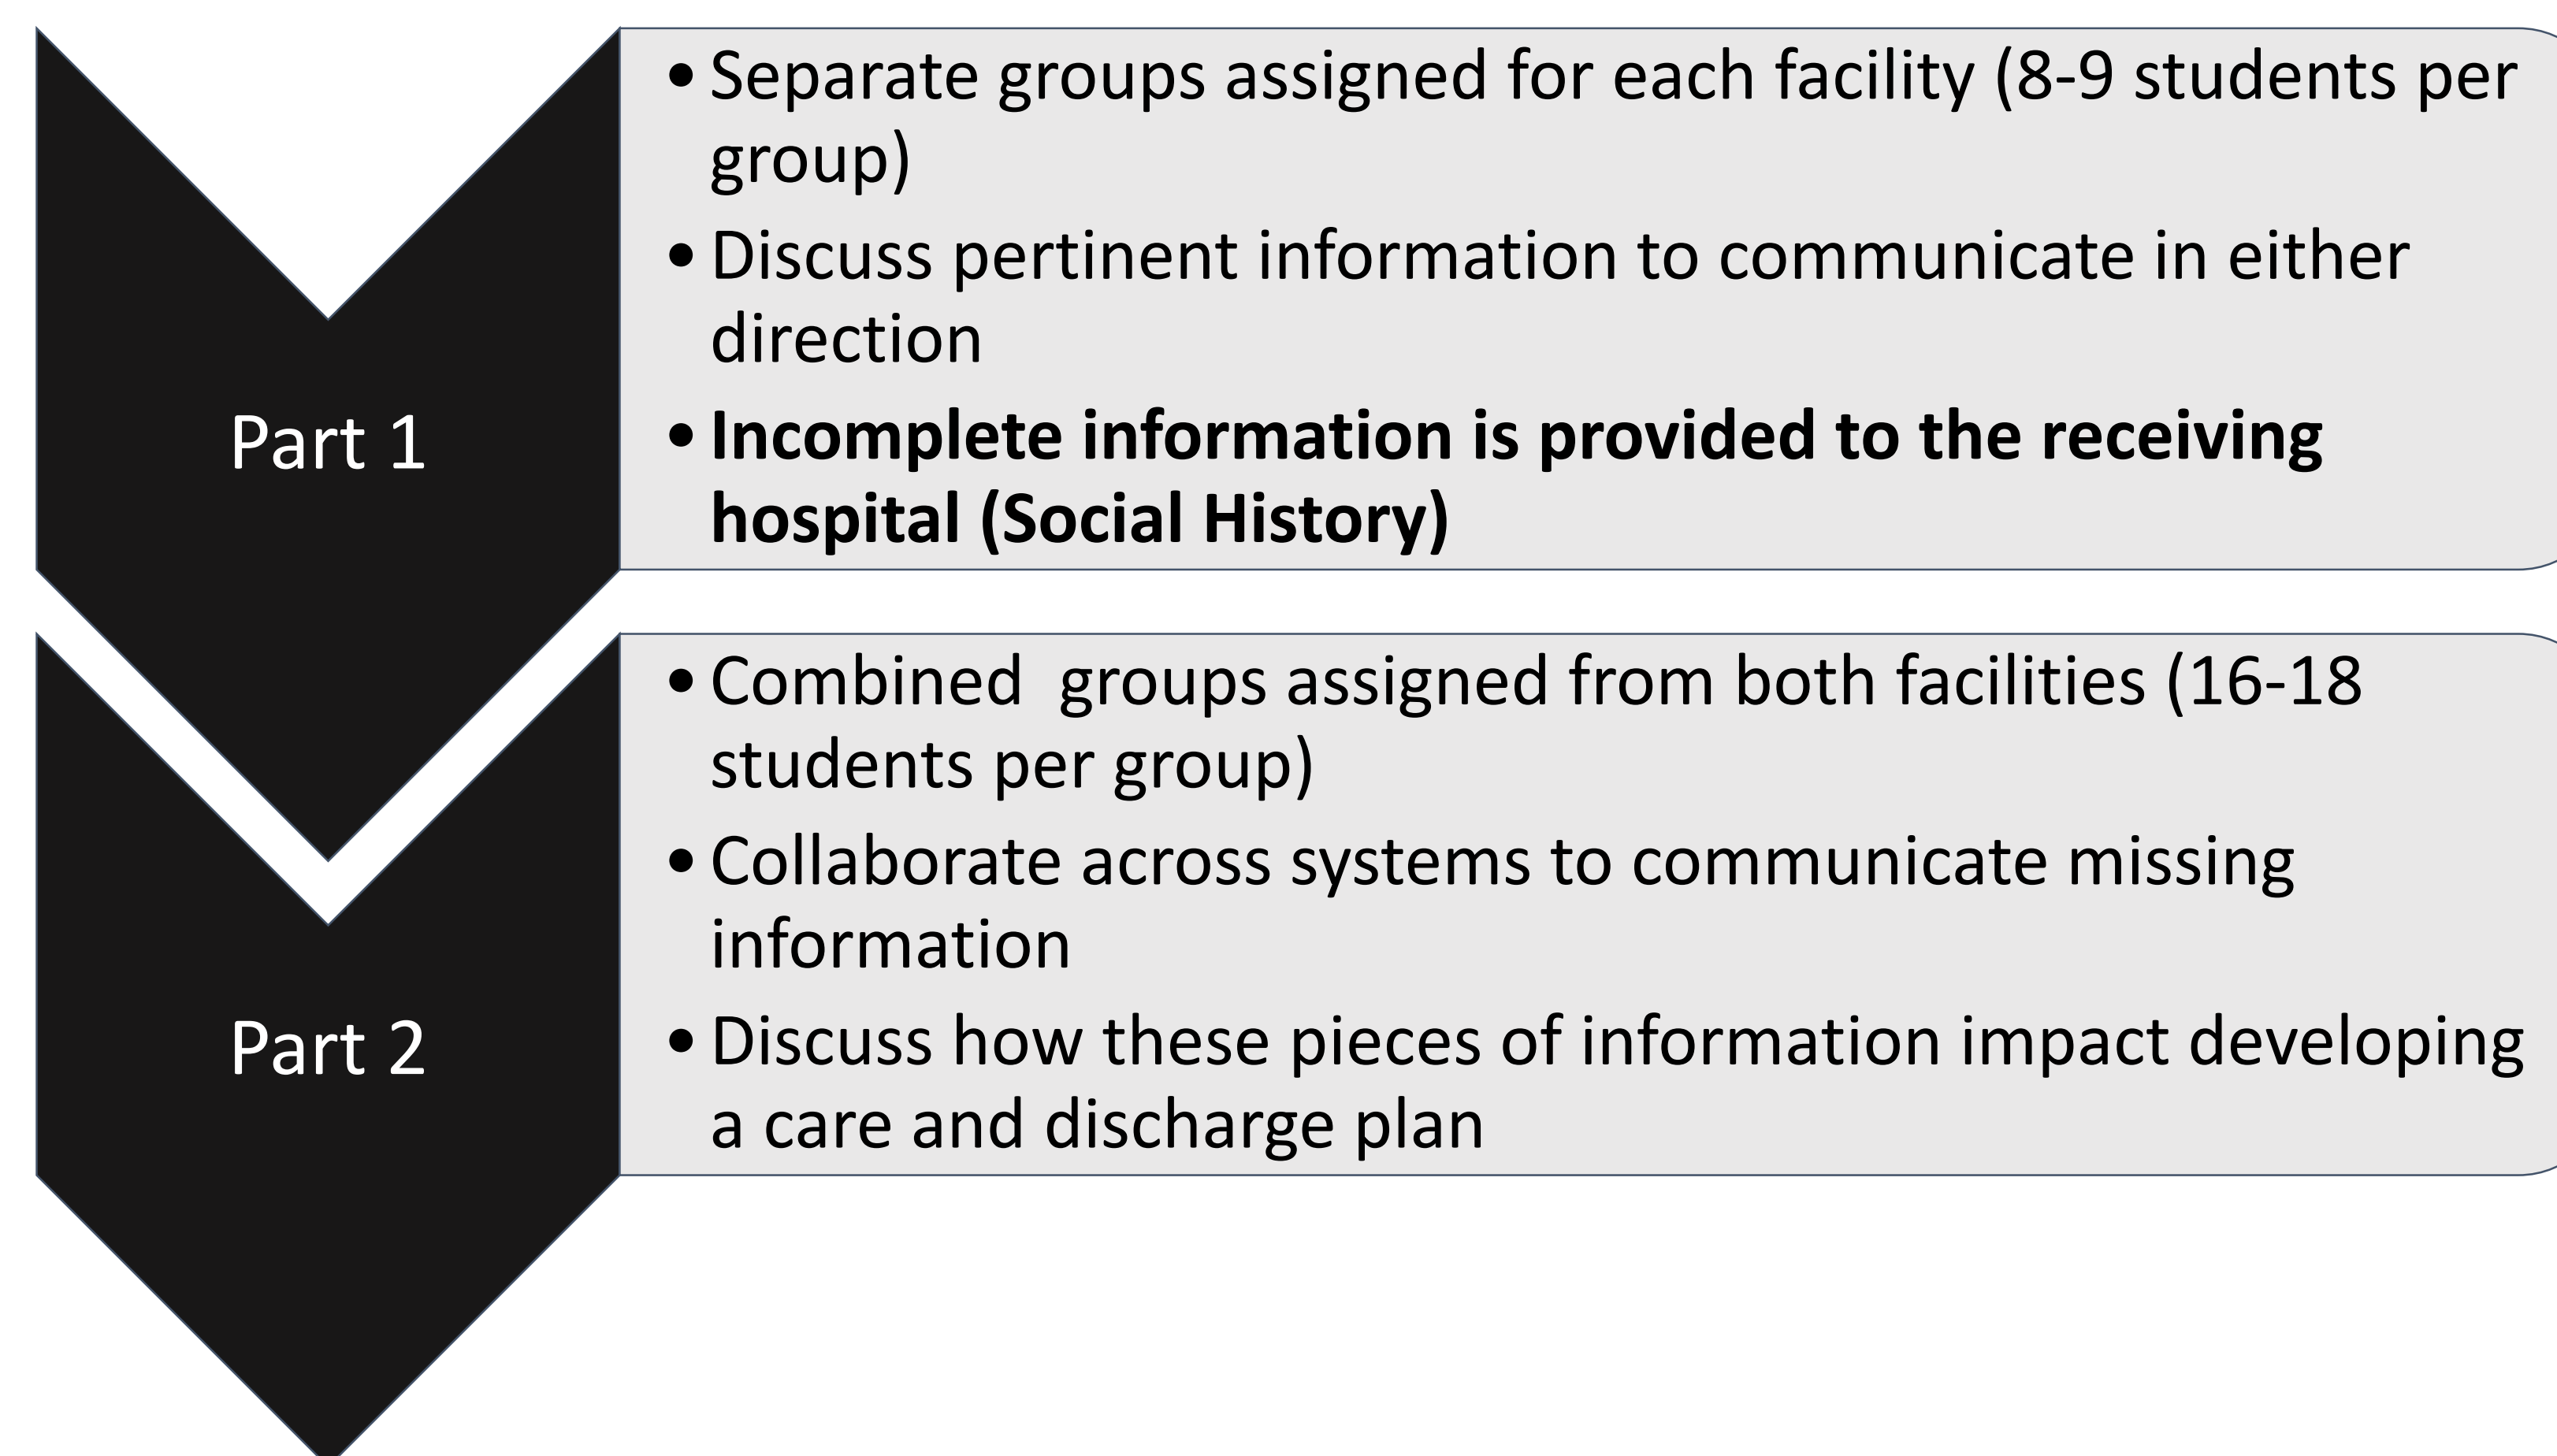 Part 1
• Separate groups assigned for each facility (8-9 students per
group)
• Discuss pertinent information to communicate in either
direction
• Incomplete information is provided to the receiving
hospital (Social History)
Part 2
• Combined  groups assigned from both facilities (16-18
students per group)
• Collaborate across systems to communicate missing
information
• Discuss how these pieces of information impact developing
a care and discharge plan